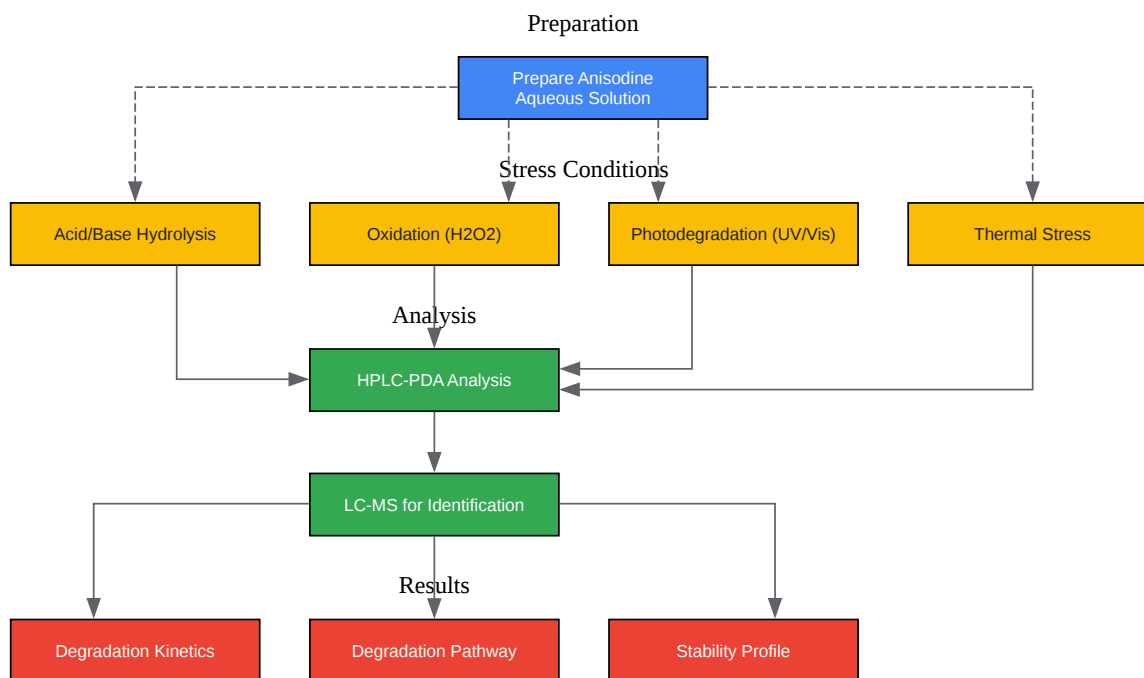 Preparation
Prepare Anisodine
Aqueous Solution
Stress Conditions
Acid/Base Hydrolysis
Oxidation (H2O2)
Photodegradation (UV/Vis)
Thermal Stress
Analysis
HPLC-PDA Analysis
LC-MS for Identification
Results
Degradation Kinetics
Degradation Pathway
Stability Profile